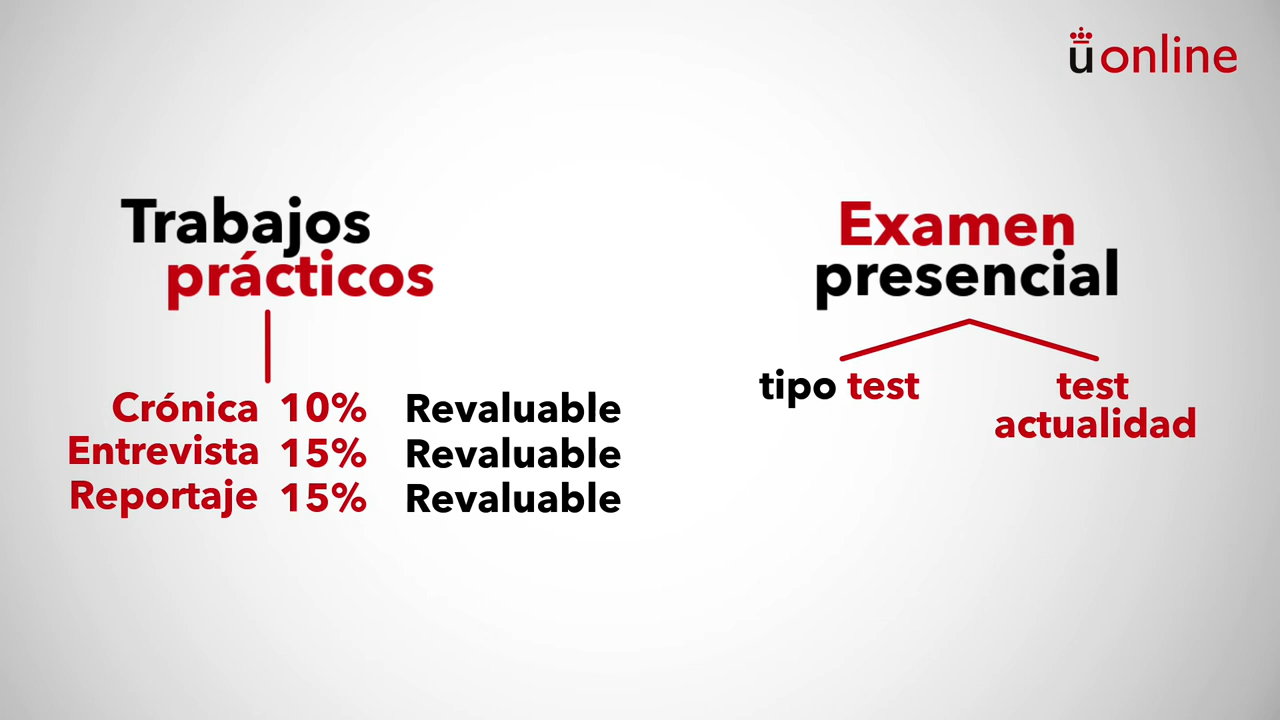 ü online
Trabajos
prácticos
Crónica 10% Revaluable
Entrevista 15% Revaluable
Reportaje 15% Revaluable
Examen
presencial
tipo test
test
actualidad